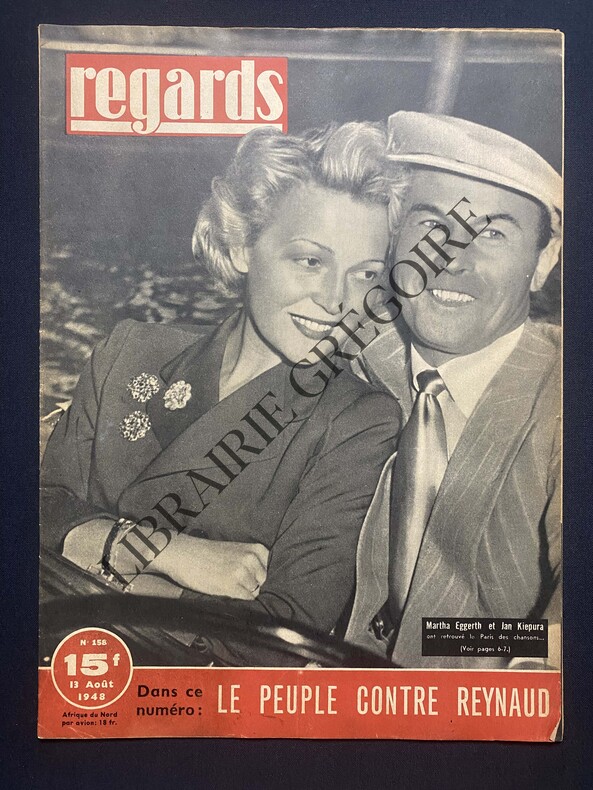 regards
LIBRAIRIE GRÉGOIRE
Martha Eggerth et Jan Kiepura
ont retrouvé le Paris des chansons...
(Voir pages 6-7.)
N° 158
15f
13 Août
1948
Afrique du Nord
par avion: 18 fr.
Dans ce
numéro :
LE PEUPLE CONTRE REYNAUD